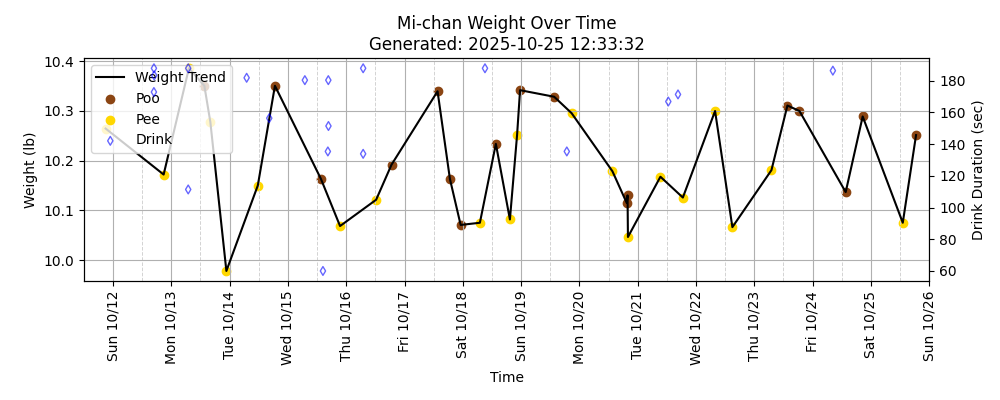 Mi-chan Weight Over Time
Generated: 2025-10-25 12:33:32
Weight Trend
Poo
Pee
Drink
Weight (lb)
10.4
10.3
10.2
10.1
10.0
180
160
140
120
100
80
60
Drink Duration (sec)
Sun 10/12
Mon 10/13
Tue 10/14
Wed 10/15
Thu 10/16
Fri 10/17
Sat 10/18
Sun 10/19
Mon 10/20
Tue 10/21
Wed 10/22
Thu 10/23
Fri 10/24
Sat 10/25
Sun 10/26
Time